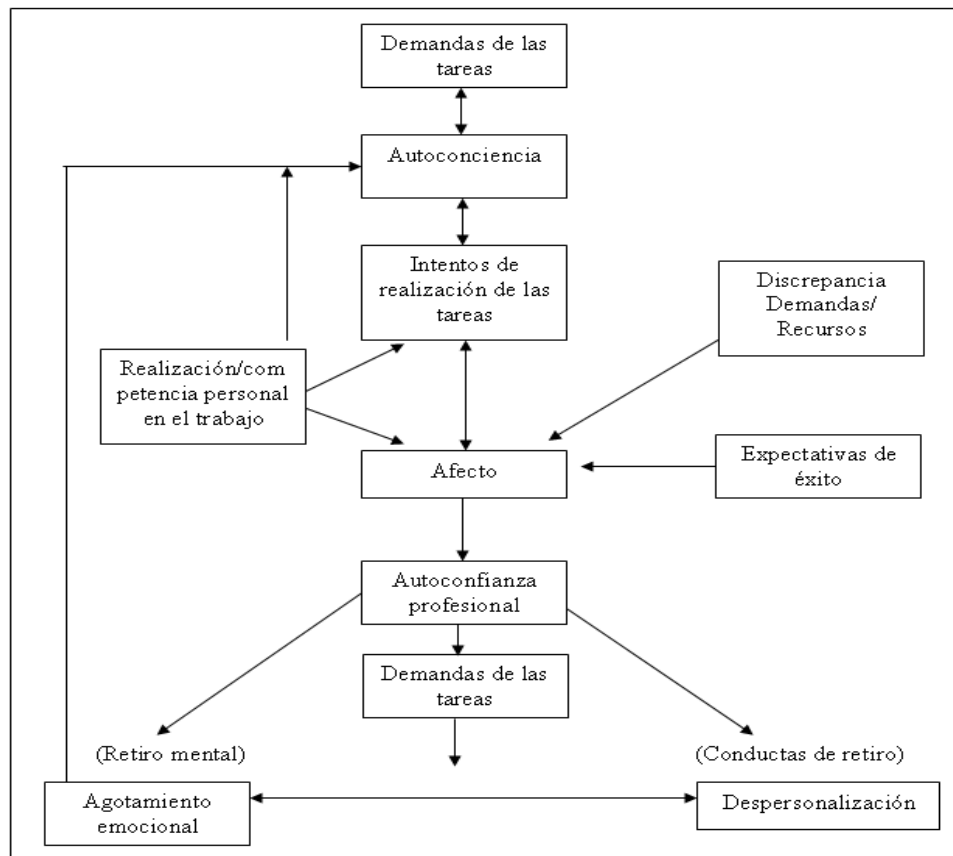 Demandas de las
tareas
Autoconciencia
Intentos de
realización de las
tareas
Discrepancia
Demandas/
Recursos
Realización/com
petencia personal
en el trabajo
Afecto
Expectativas de
éxito
Autoconfianza
profesional
Demandas de las
tareas
(Retiro mental)
(Conductas de retiro)
Agotamiento
emocional
Despersonalización